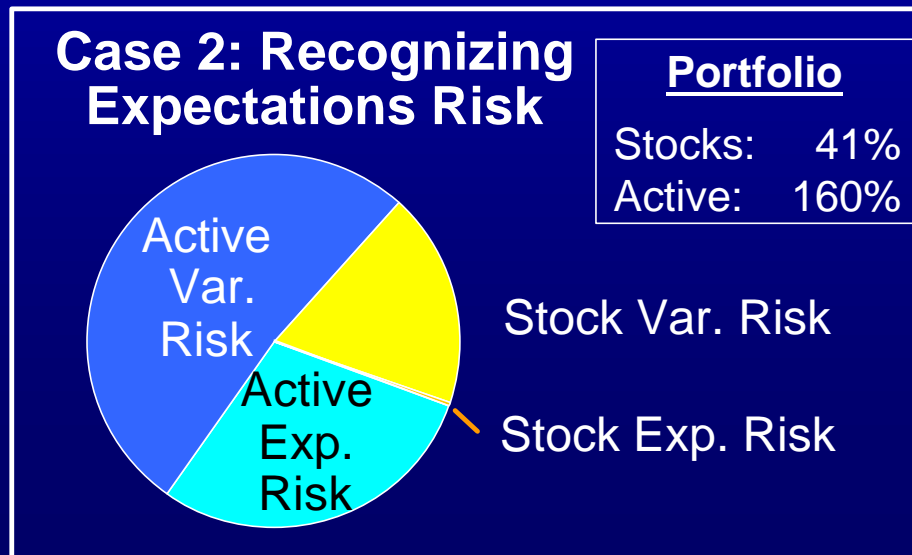 Case 2: Recognizing
Expectations Risk
Portfolio
Stocks: 41%
Active: 160%
Active
Var.
Risk
Stock Var. Risk
Active
Exp.
Risk
Stock Exp. Risk